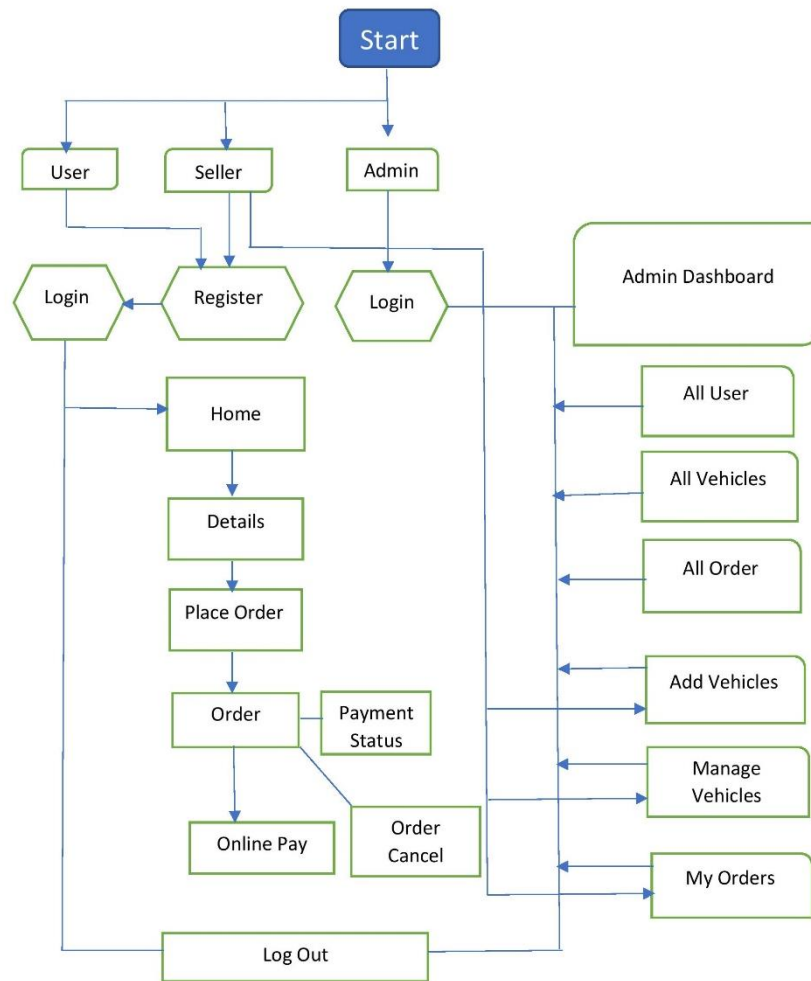 Start
User
Seller
Admin
Login
Register
Login
Admin Dashboard
All User
Home
All Vehicles
Details
All Order
Place Order
Add Vehicles
Order
Payment
Status
Manage
Vehicles
Online Pay
Order
Cancel
My Orders
Log Out